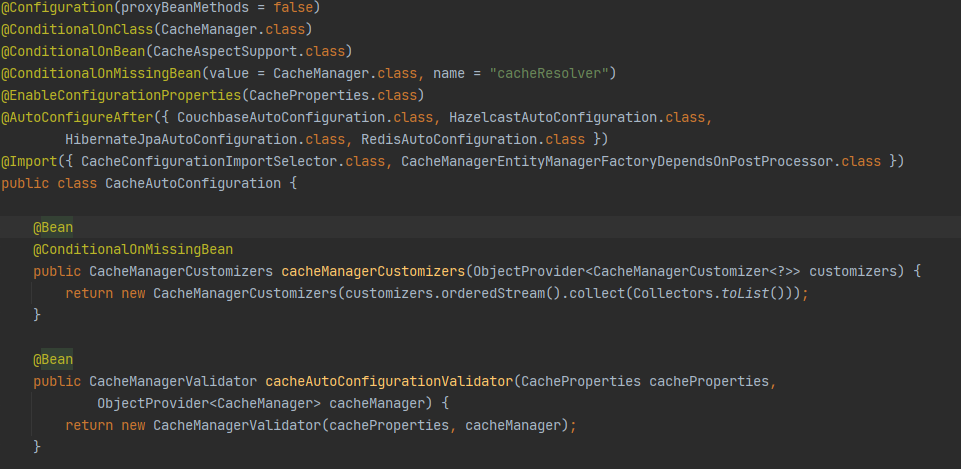 @Configuration(proxyBeanMethods = false)
@ConditionalOnClass(CacheManager.class)
@ConditionalOnBean(CacheAspectSupport.class)
@ConditionalOnMissingBean(value = CacheManager.class, name = "cacheResolver")
@EnableConfigurationProperties(CacheProperties.class)
@AutoConfigureAfter({ CouchbaseAutoConfiguration.class, HazelcastAutoConfiguration.class,
        HibernateJpaAutoConfiguration.class, RedisAutoConfiguration.class })
@Import({ CacheConfigurationImportSelector.class, CacheManagerEntityManagerFactoryDependsOnPostProcessor.class })
public class CacheAutoConfiguration {
    @Bean
    @ConditionalOnMissingBean
    public CacheManagerCustomizers cacheManagerCustomizers(ObjectProvider<CacheManagerCustomizer<?>> customizers) {
        return new CacheManagerCustomizers(customizers.orderedStream().collect(Collectors.toList()));
    }
    @Bean
    public CacheManagerValidator cacheAutoConfigurationValidator(CacheProperties cacheProperties,
            ObjectProvider<CacheManager> cacheManager) {
        return new CacheManagerValidator(cacheProperties, cacheManager);
    }